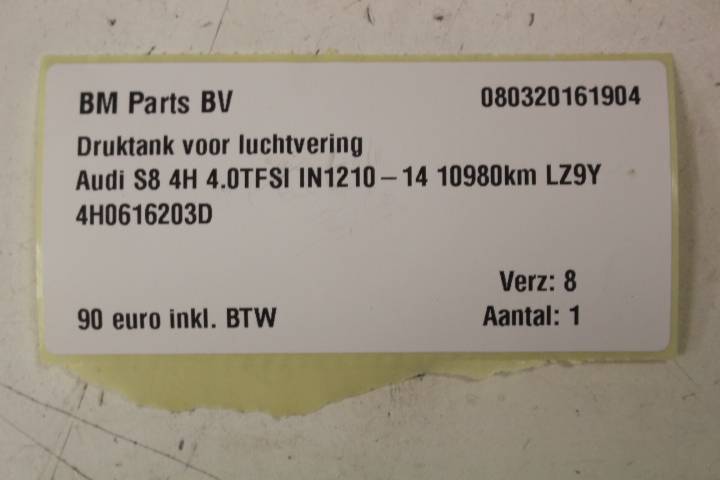 BM Parts BV 080320161904
Druktank voor luchtvering
Audi S8 4H 4.0TFSI IN1210-14 10980km LZ9Y
4H0616203D
Verz: 8
90 euro inkl. BTW Aantal: 1